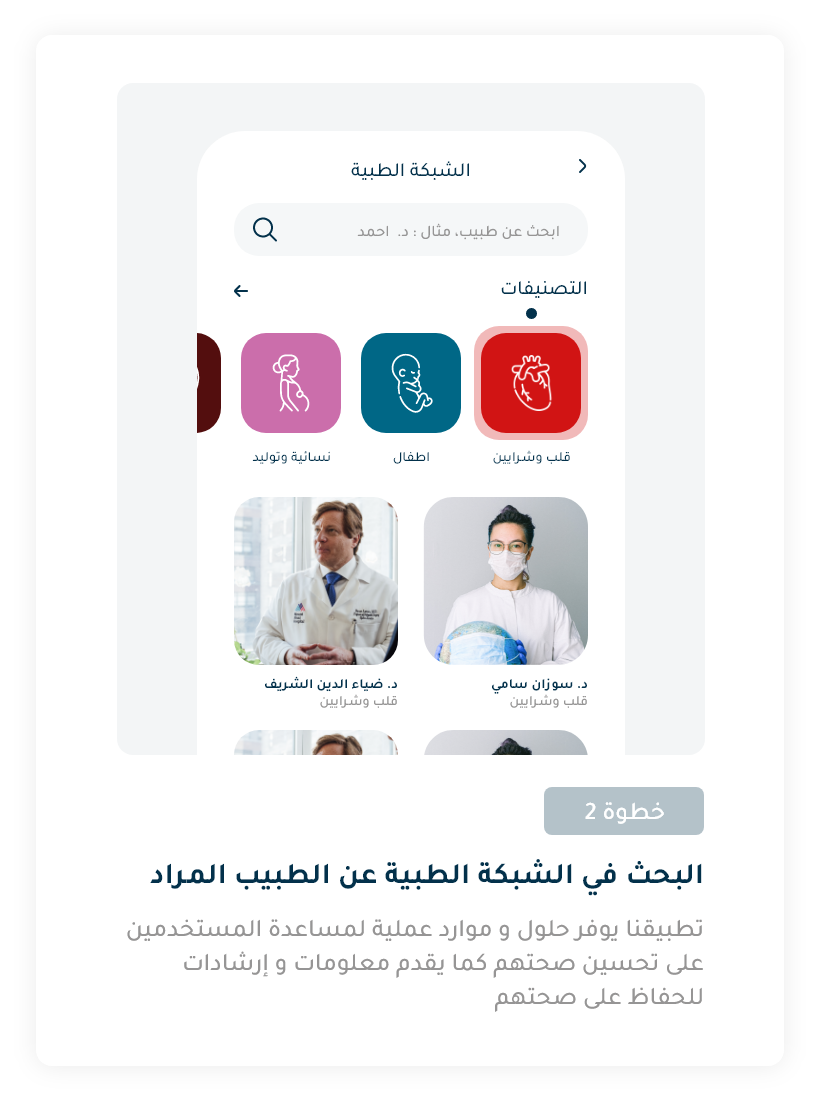 الشبكة الطبية
ابحث عن طبيب، مثال : د. احمد
التصنيفات
قلب وشرايين
اطفال
نسائية وتوليد
د. سوزان سامي
قلب وشرايين
د. ضياء الدين الشريف
قلب وشرايين
خطوة 2
البحث في الشبكة الطبية عن الطبيب المراد
تطبيقنا يوفر حلول و موارد عملية لمساعدة المستخدمين
على تحسين صحتهم كما يقدم معلومات و إرشادات
للحفاظ على صحتهم